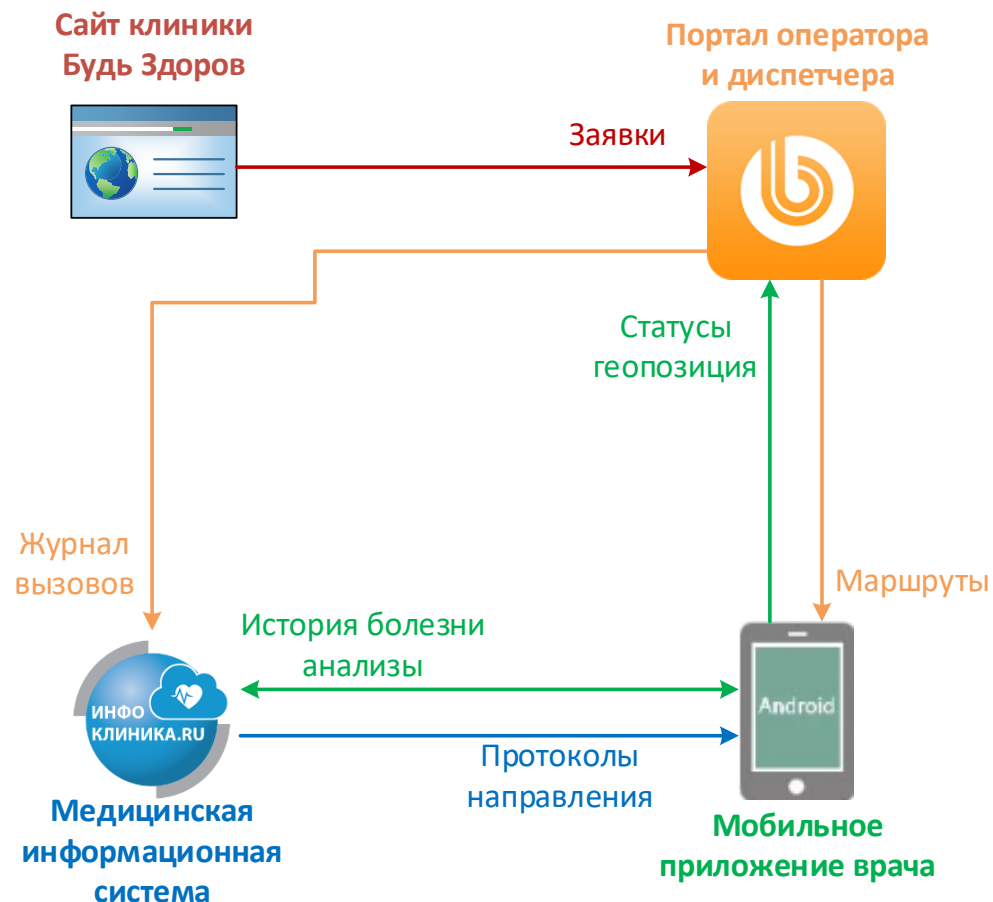 Сайт клиники
Будь Здоров
Портал оператора
и диспетчера
Заявки
Статусы
геопозиция
Журнал
вызовов
Маршруты
История болезни
анализы
ИНФО
КЛИНИКА.RU
Android
Протоколы
направления
Медицинская
информационная
система
Мобильное
приложение врача